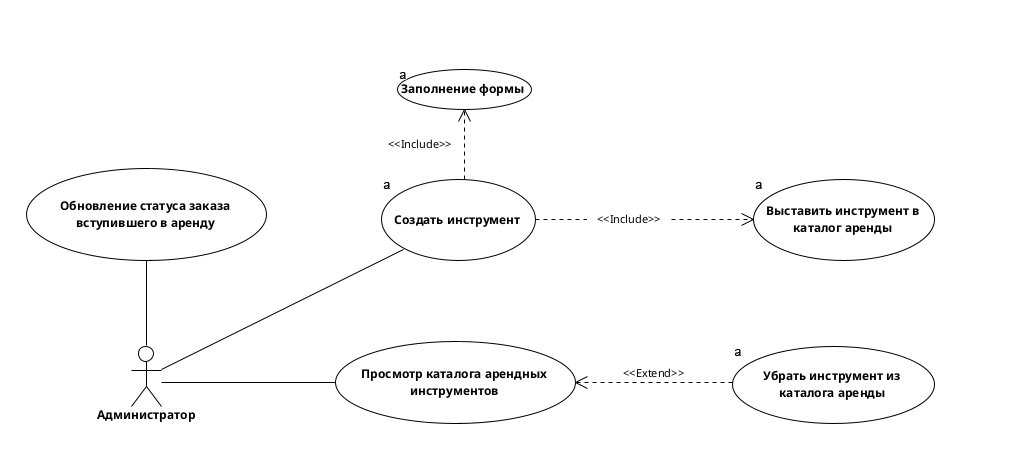 a
Заполнение формы
<<Include>>
a
Создать инструмент
<<Include>>
a
Выставить инструмент в
каталог аренды
Обновление статуса заказа
вступившего в аренду
Администратор
Просмотр каталога арендных
инструментов
<<Extend>>
a
Убрать инструмент из
каталога аренды